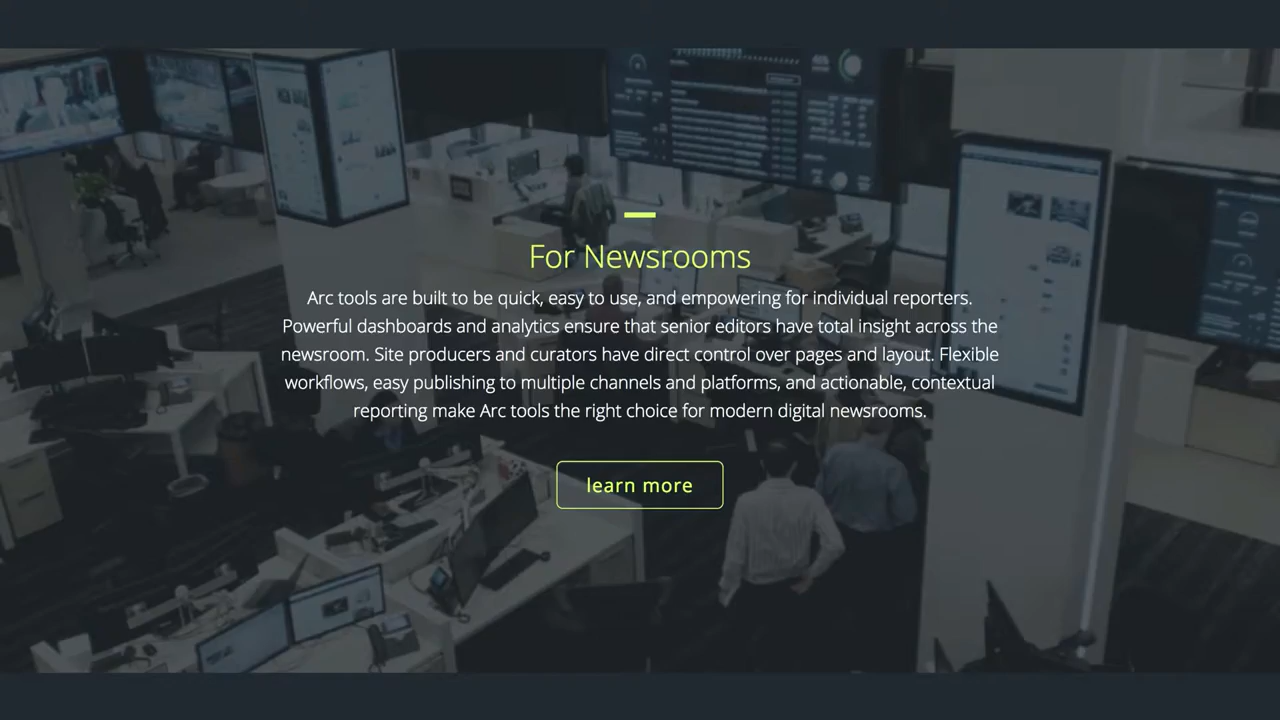 For Newsrooms
Arc tools are built to be quick, easy to use, and empowering for individual reporters.
Powerful dashboards and analytics ensure that senior editors have total insight across the
newsroom. Site producers and curators have direct control over pages and layout. Flexible
workflows, easy publishing to multiple channels and platforms, and actionable, contextual
reporting make Arc tools the right choice for modern digital newsrooms.
learn more